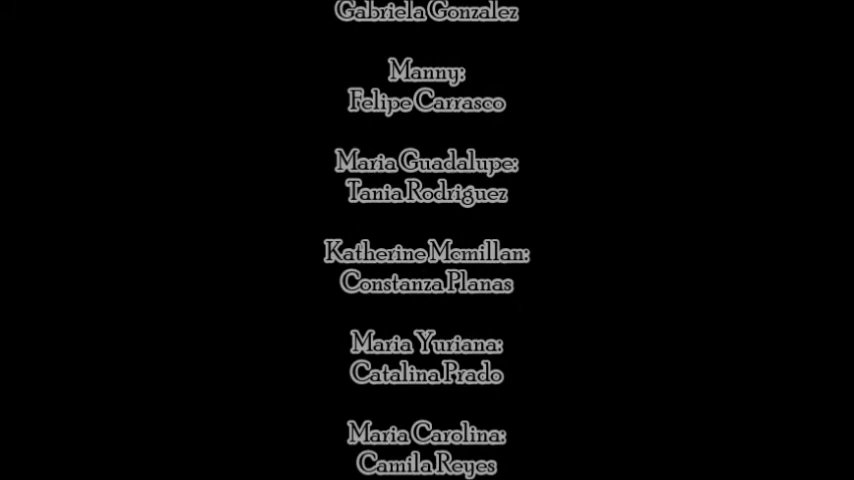 Gabriela Gonzalez
Manny:
Felipe Carrasco
Maria Guadalupe:
Tania Rodriguez
Katherine Mcmillan:
Constanza Planas
Maria Yuriana:
Catalina Prado
Maria Carolina:
Camila Reyes